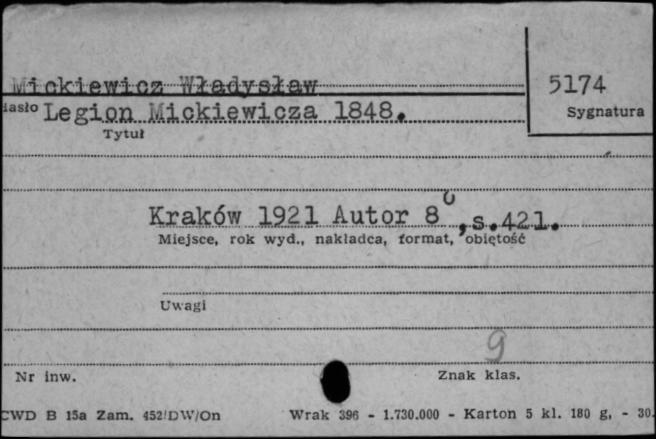 Mickiewicz Władysław
5174
iasło Legion Mickiewicza 1848.
Sygnatura
Tytuł
Kraków 1921 Autor 8°, s.421.
Miejsce, rok wyd., nakładca, format, objętość
Uwagi
9
Nr inw.
Znak klas.
CWD B 15a Zam. 452/DW/On Wrak 396 - 1.730.000 - Karton 5 kl. 180 g, - 30.